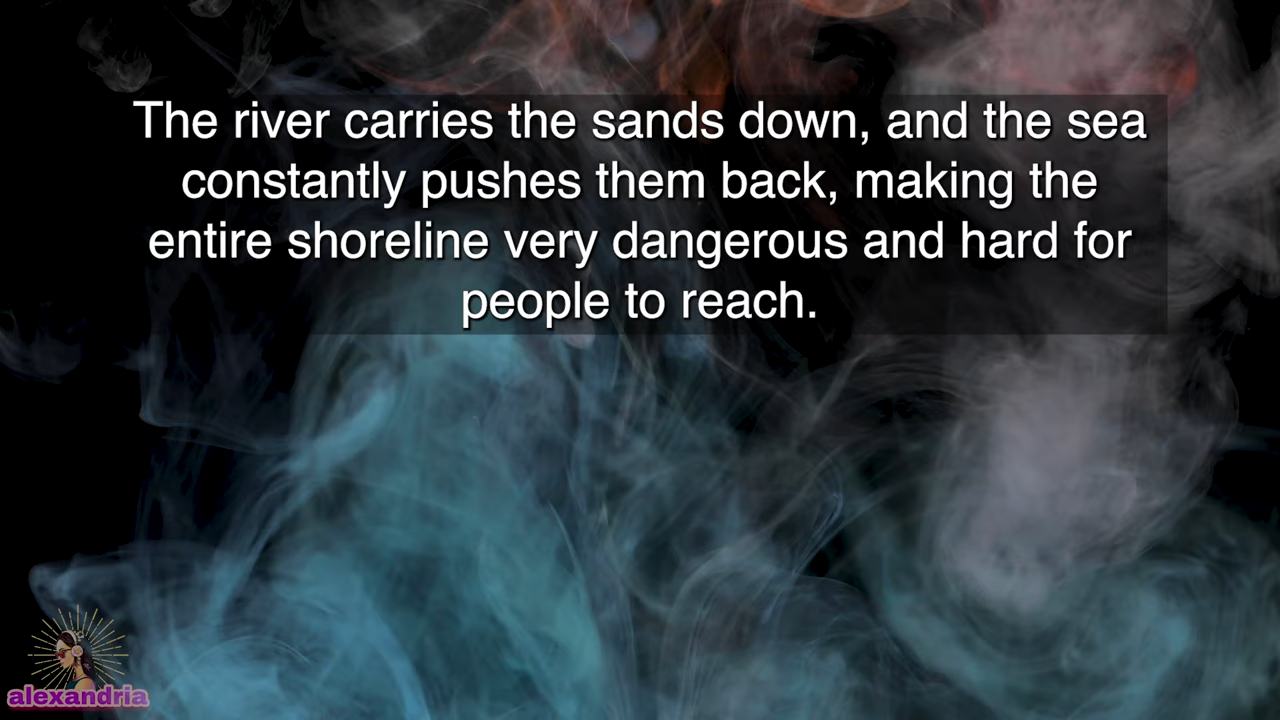 The river carries the sands down, and the sea
constantly pushes them back, making the
entire shoreline very dangerous and hard for
people to reach.
alexandria